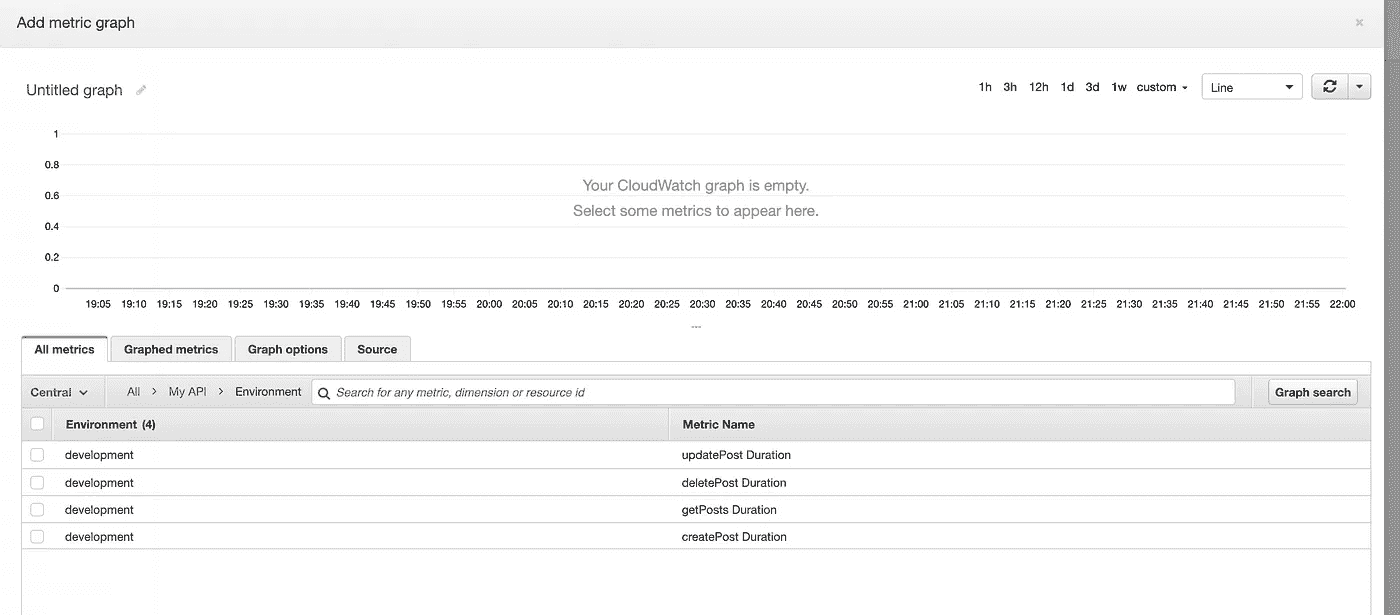 Add metric graph ×
Untitled graph 1h 3h 12h 1d 3d 1w custom Line
1
0.8
Your CloudWatch graph is empty.
0.6
Select some metrics to appear here.
0.4
0.2
0
19:05 19:10 19:15 19:20 19:25 19:30 19:35 19:40 19:45 19:50 19:55 20:00 20:05 20:10 20:15 20:20 20:25 20:30 20:35 20:40 20:45 20:50 20:55 21:00 21:05 21:10 21:15 21:20 21:25 21:30 21:35 21:40 21:45 21:50 21:55 22:00
All metrics Graphed metrics Graph options Source
Central All > My API > Environment Search for any metric, dimension or resource id Graph search
Environment (4) Metric Name
development updatePost Duration
development deletePost Duration
development getPosts Duration
development createPost Duration